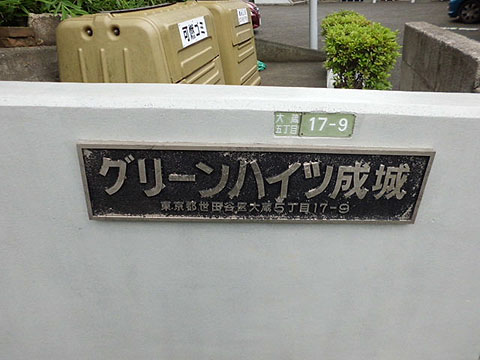 可燃ゴミ
大蔵
五丁目
17-9
グリーンハイツ成城
東京都世田谷区大蔵5丁目17-9